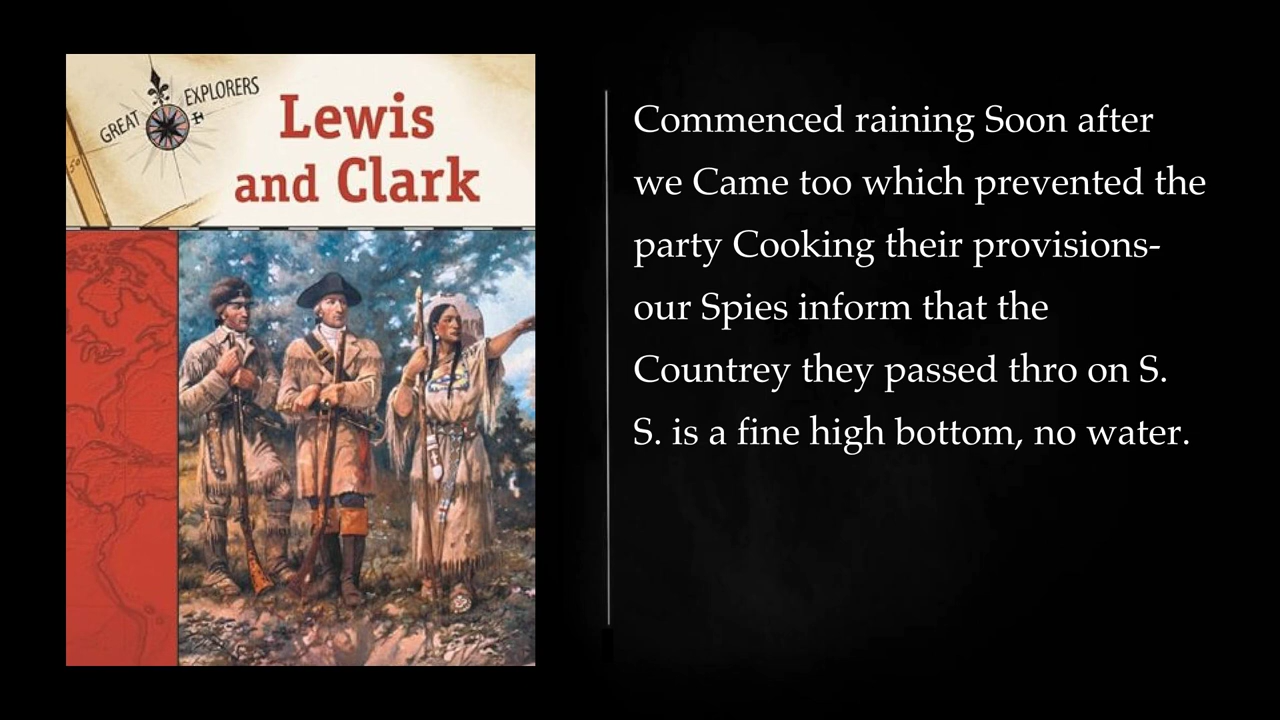 GREAT EXPLORERS
Lewis
and Clark
50
Commenced raining Soon after
we Came too which prevented the
party Cooking their provisions-
our Spies inform that the
Countrey they passed thro on S.
S. is a fine high bottom, no water.